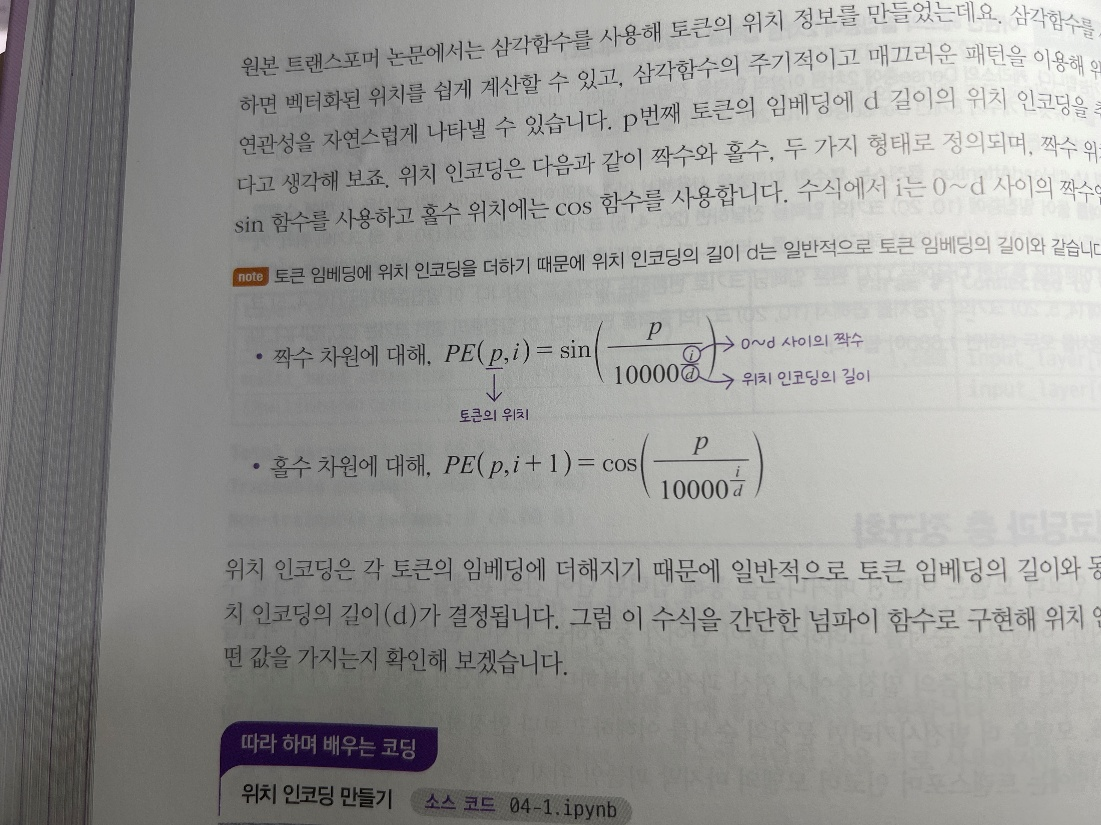 원본 트랜스포머 논문에서는 삼각함수를 사용해 토큰의 위치 정보를 만들었는데요. 삼각함수를
하면 벡터화된 위치를 쉽게 계산할 수 있고, 삼각함수의 주기적이고 매끄러운 패턴을 이용해
연관성을 자연스럽게 나타낼 수 있습니다. p번째 토큰의 임베딩에 d 길이의 위치 인코딩을
다고 생각해 보죠. 위치 인코딩은 다음과 같이 짝수와 홀수, 두 가지 형태로 정의되며, 짝수
sin 함수를 사용하고 홀수 위치에는 cos 함수를 사용합니다. 수식에서 i는 0~d 사이의
note 토큰 임베딩에 위치 인코딩을 더하기 때문에 위치 인코딩의 길이 d는 일반적으로 토큰 임베딩의 길이와
• 짝수 차원에 대해, PE(p,i) = sin(p / 10000^(i/d))
0~d 사이의 짝수
위치 인코딩의 길이
토큰의 위치
• 홀수 차원에 대해, PE(p,i+1) = cos(p / 10000^(i/d))
위치 인코딩은 각 토큰의 임베딩에 더해지기 때문에 일반적으로 토큰 임베딩의 길이와
치 인코딩의 길이(d)가 결정됩니다. 그럼 이 수식을 간단한 넘파이 함수로 구현해 위치
떤 값을 가지는지 확인해 보겠습니다.
따라 하며 배우는 코딩
위치 인코딩 만들기 소스 코드 04-1.ipynb